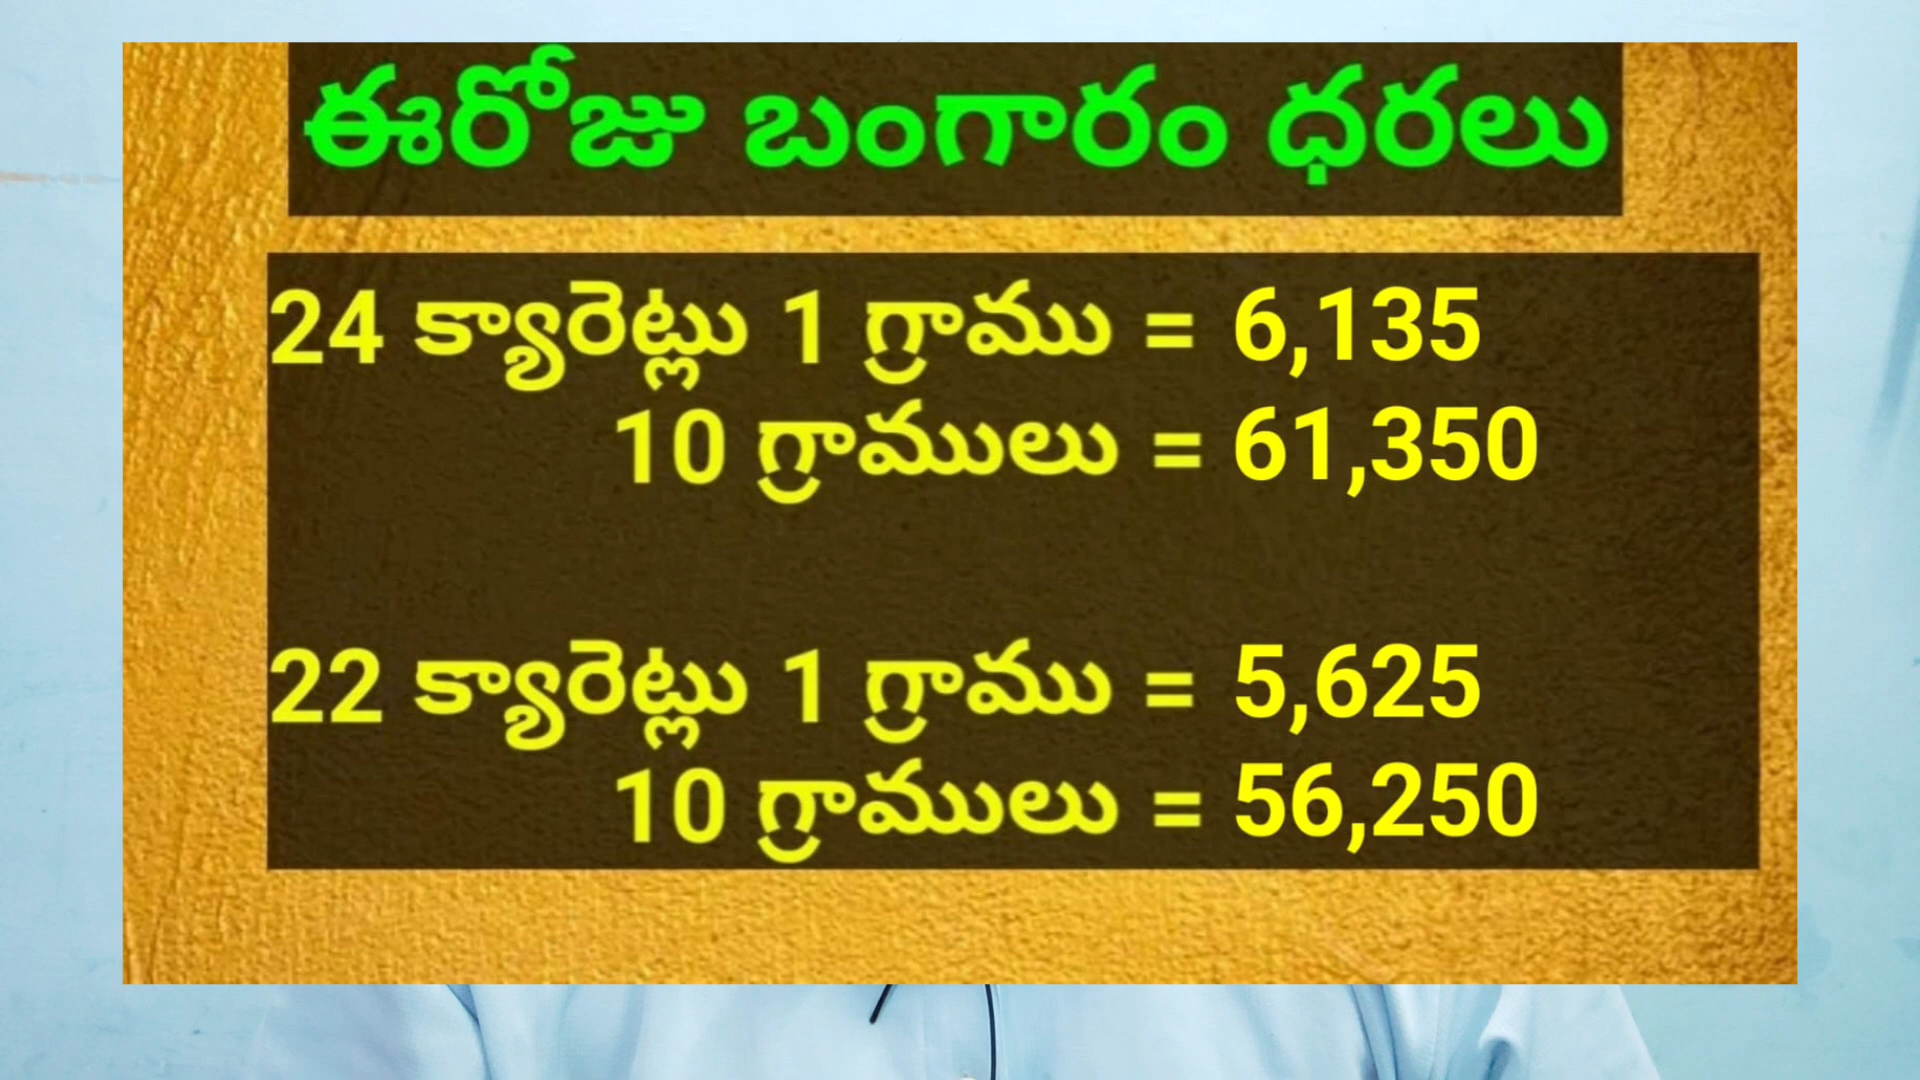 ఈరోజు బంగారం ధరలు
24 క్యారెట్లు 1 గ్రాము = 6,135
10 గ్రాములు = 61,350
22 క్యారెట్లు 1 గ్రాము = 5,625
10 గ్రాములు = 56,250